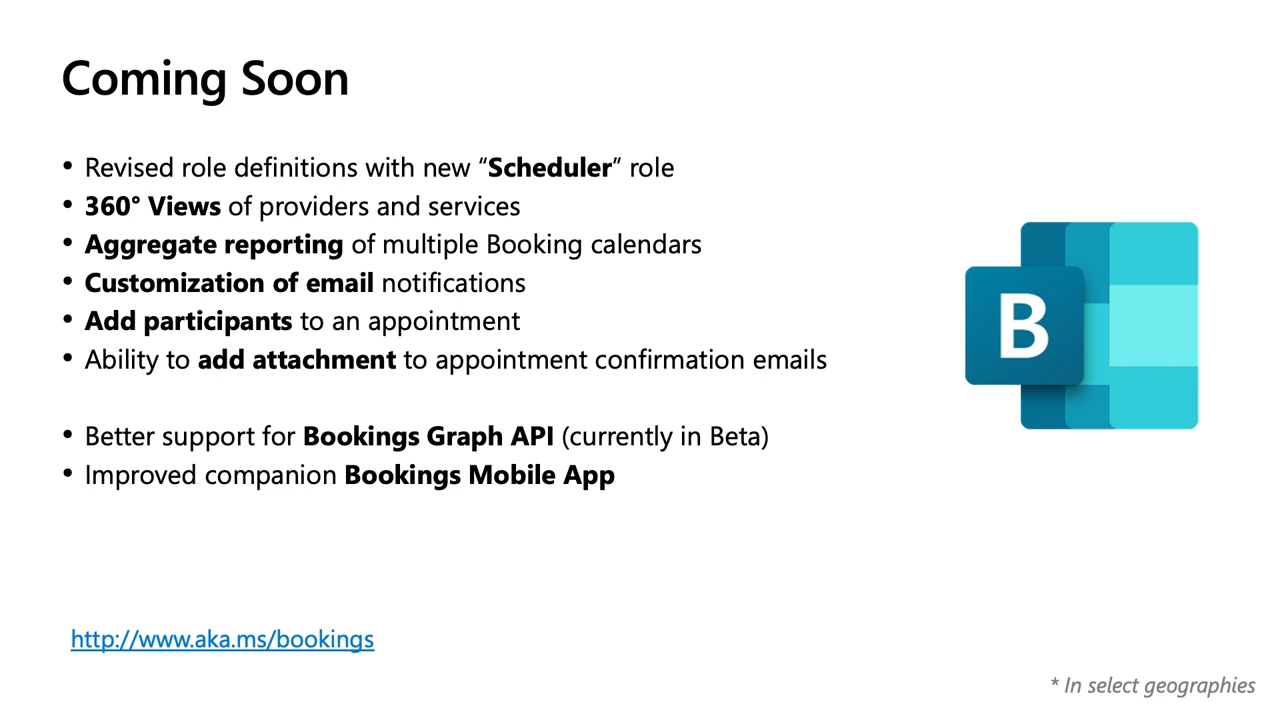 Coming Soon
• Revised role definitions with new “Scheduler” role
• 360° Views of providers and services
• Aggregate reporting of multiple Booking calendars
• Customization of email notifications
• Add participants to an appointment
• Ability to add attachment to appointment confirmation emails
• Better support for Bookings Graph API (currently in Beta)
• Improved companion Bookings Mobile App
B
http://www.aka.ms/bookings
* In select geographies